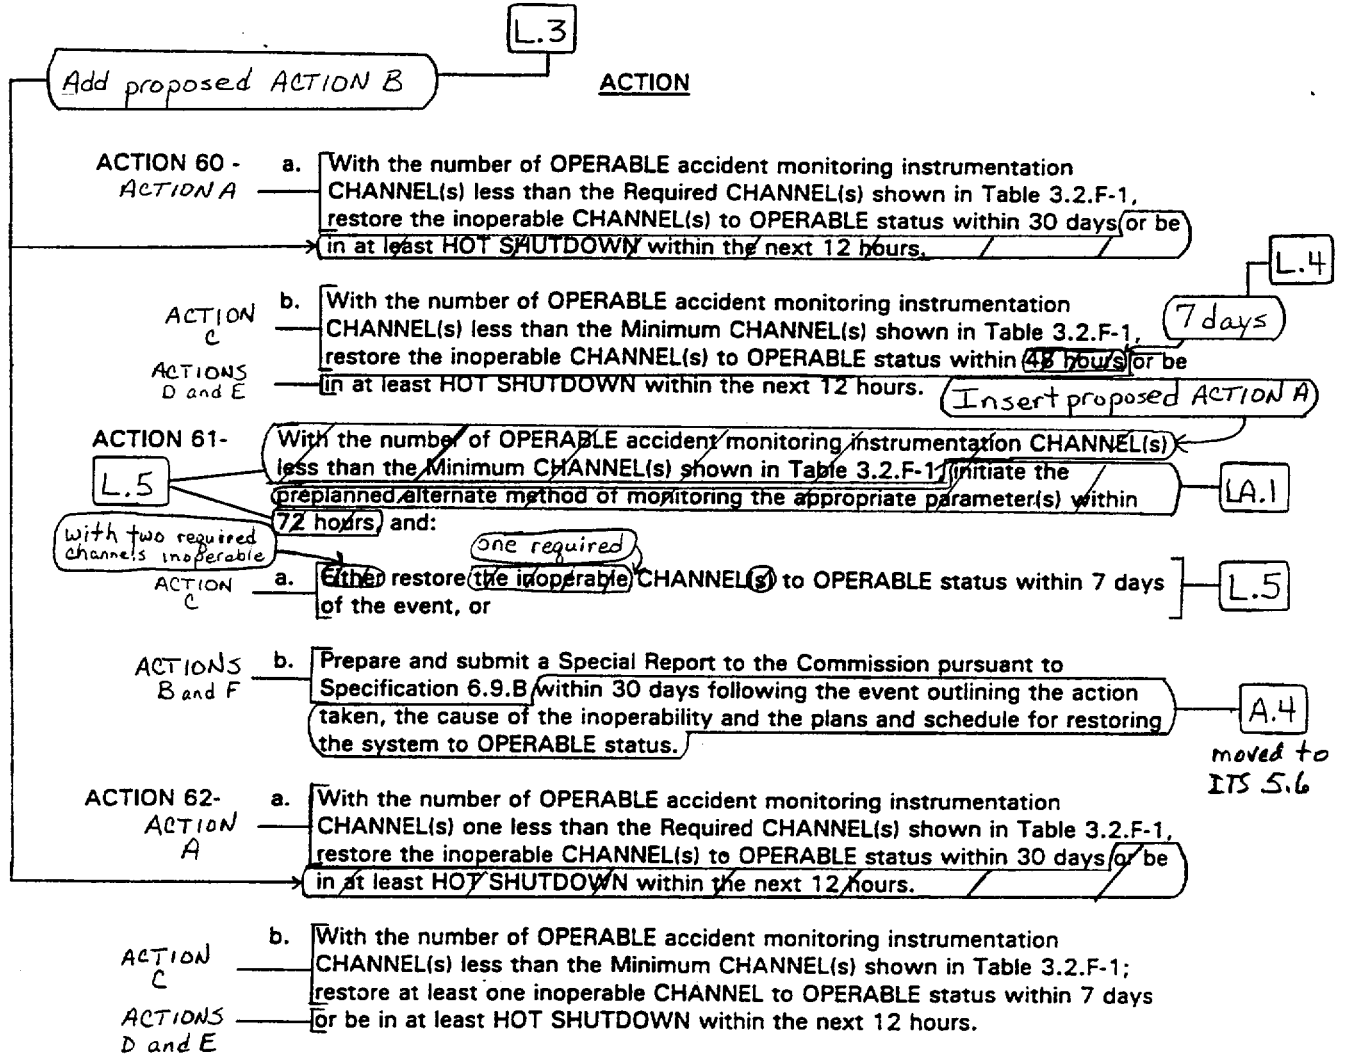 L.3
Add proposed ACTION B
ACTION
ACTION 60 - a. With the number of OPERABLE accident monitoring instrumentation
ACTION A CHANNEL(s) less than the Required CHANNEL(s) shown in Table 3.2.F-1,
restore the inoperable CHANNEL(s) to OPERABLE status within 30 days or be
in at least HOT SHUTDOWN within the next 12 hours.
L.4
7 days
b. With the number of OPERABLE accident monitoring instrumentation
ACTION C CHANNEL(s) less than the Minimum CHANNEL(s) shown in Table 3.2.F-1,
restore the inoperable CHANNEL(s) to OPERABLE status within 48 hours or be
ACTIONS D and E in at least HOT SHUTDOWN within the next 12 hours.
Insert proposed ACTION A
ACTION 61- With the number of OPERABLE accident monitoring instrumentation CHANNEL(s)
less than the Minimum CHANNEL(s) shown in Table 3.2.F-1, initiate the
L.5
preplanned alternate method of monitoring the appropriate parameter(s) within
LA.1
72 hours, and:
with two required
channels inoperable
one required
ACTION C a. Either restore the inoperable CHANNEL(s) to OPERABLE status within 7 days
of the event, or
L.5
ACTIONS B and F b. Prepare and submit a Special Report to the Commission pursuant to
Specification 6.9.B within 30 days following the event outlining the action
taken, the cause of the inoperability and the plans and schedule for restoring
the system to OPERABLE status.
A.4
moved to
ITS 5.6
ACTION 62- a. With the number of OPERABLE accident monitoring instrumentation
ACTION A CHANNEL(s) one less than the Required CHANNEL(s) shown in Table 3.2.F-1,
restore the inoperable CHANNEL(s) to OPERABLE status within 30 days or be
in at least HOT SHUTDOWN within the next 12 hours.
b. With the number of OPERABLE accident monitoring instrumentation
ACTION C CHANNEL(s) less than the Minimum CHANNEL(s) shown in Table 3.2.F-1;
restore at least one inoperable CHANNEL to OPERABLE status within 7 days
ACTIONS D and E or be in at least HOT SHUTDOWN within the next 12 hours.